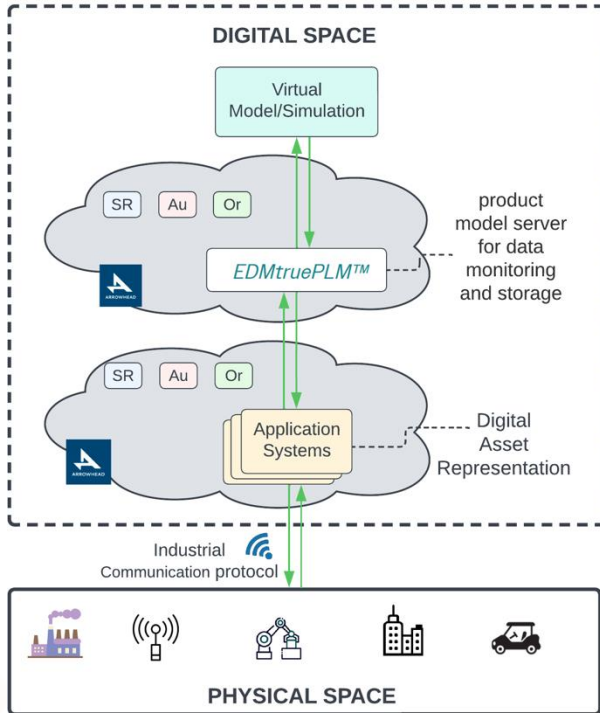 DIGITAL SPACE
Virtual
Model/Simulation
SR
Au
Or
EDMtruePLM™
ARROWHEAD
product
model server
for data
monitoring
and storage
SR
Au
Or
Application
Systems
ARROWHEAD
Digital
Asset
Representation
Industrial
Communication protocol
PHYSICAL SPACE